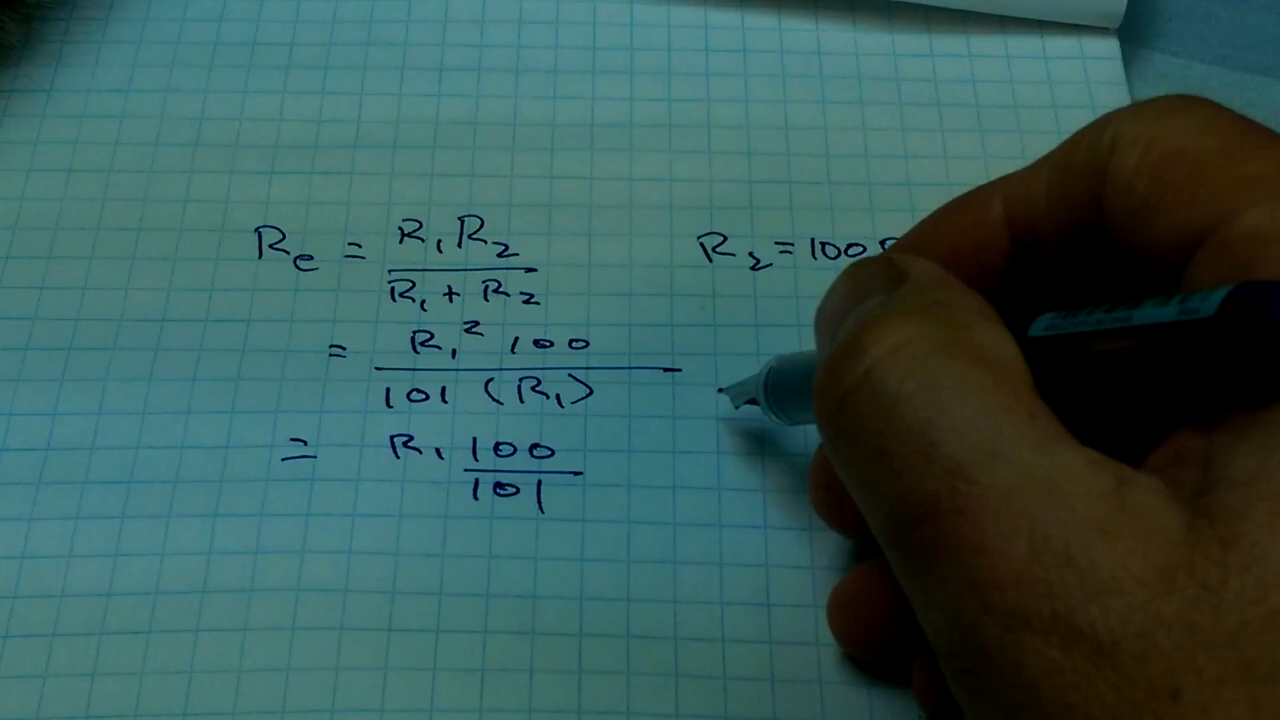 Rₑ = R₁R₂ / R₁ + R₂    R₂ = 100
= R₁² 100 / 101 (R₁)
= R₁ 100 / 101